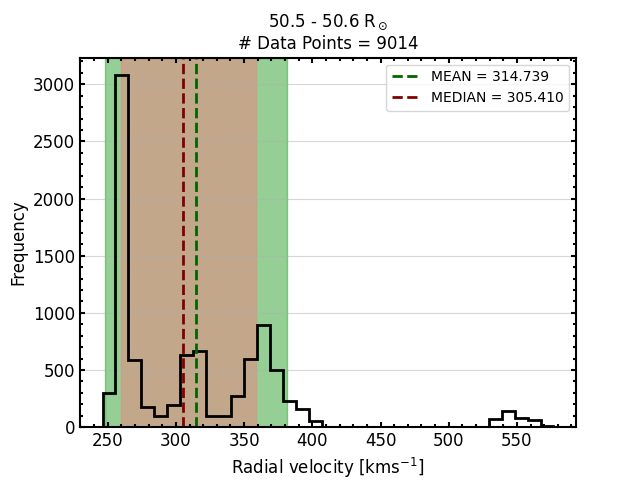 50.5 - 50.6 R⊙
# Data Points = 9014
MEAN = 314.739
MEDIAN = 305.410
3000
2500
2000
1500
1000
500
0
Frequency
250 300 350 400 450 500 550
Radial velocity [kms⁻¹]